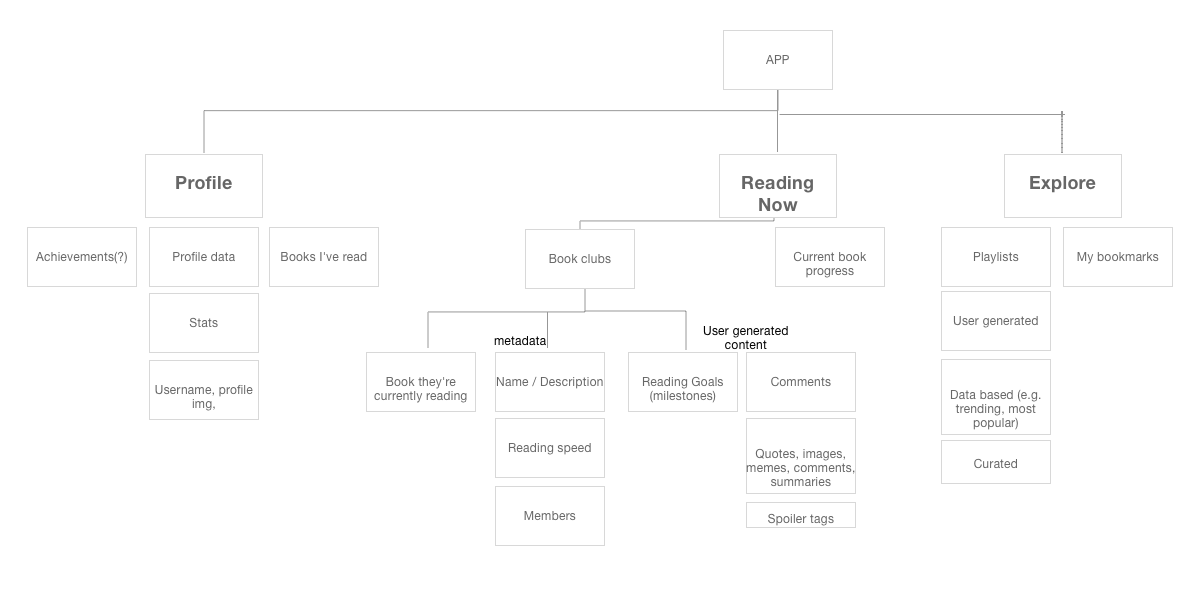 APP
Profile
Reading
Now
Explore
Achievements(?)
Profile data
Books I've read
Book clubs
Current book
progress
Playlists
My bookmarks
Stats
User generated
Username, profile
img,
metadata
User generated
content
Book they're
currently reading
Name / Description
Reading Goals
(milestones)
Comments
Data based (e.g.
trending, most
popular)
Reading speed
Quotes, images,
memes, comments,
summaries
Curated
Members
Spoiler tags